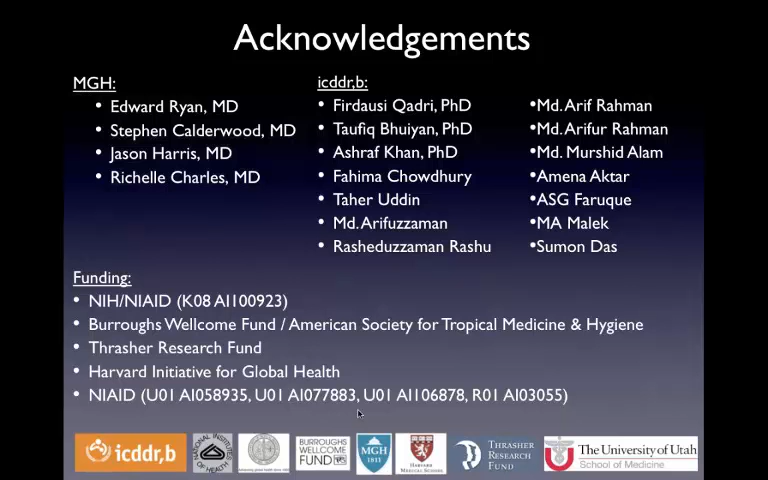 Acknowledgements
MGH:
• Edward Ryan, MD
• Stephen Calderwood, MD
• Jason Harris, MD
• Richelle Charles, MD
icddr,b:
• Firdausi Qadri, PhD
• Taufiq Bhuiyan, PhD
• Ashraf Khan, PhD
• Fahima Chowdhury
• Taher Uddin
• Md. Arifuzzaman
• Rasheduzzaman Rashu
•Md. Arif Rahman
•Md. Arifur Rahman
•Md. Murshid Alam
•Amena Aktar
•ASG Faruque
•MA Malek
•Sumon Das
Funding:
• NIH/NIAID (K08 AI100923)
• Burroughs Wellcome Fund / American Society for Tropical Medicine & Hygiene
• Thrasher Research Fund
• Harvard Initiative for Global Health
• NIAID (U01 AI058935, U01 AI077883, U01 AI106878, R01 AI03055)
icddr,b
NATIONAL INSTITUTES OF HEALTH
BURROUGHS
WELLCOME
FUND
MGH
1811
HARVARD
MEDICAL SCHOOL
THRASHER
RESEARCH
FUND
The University of Utah
School of Medicine